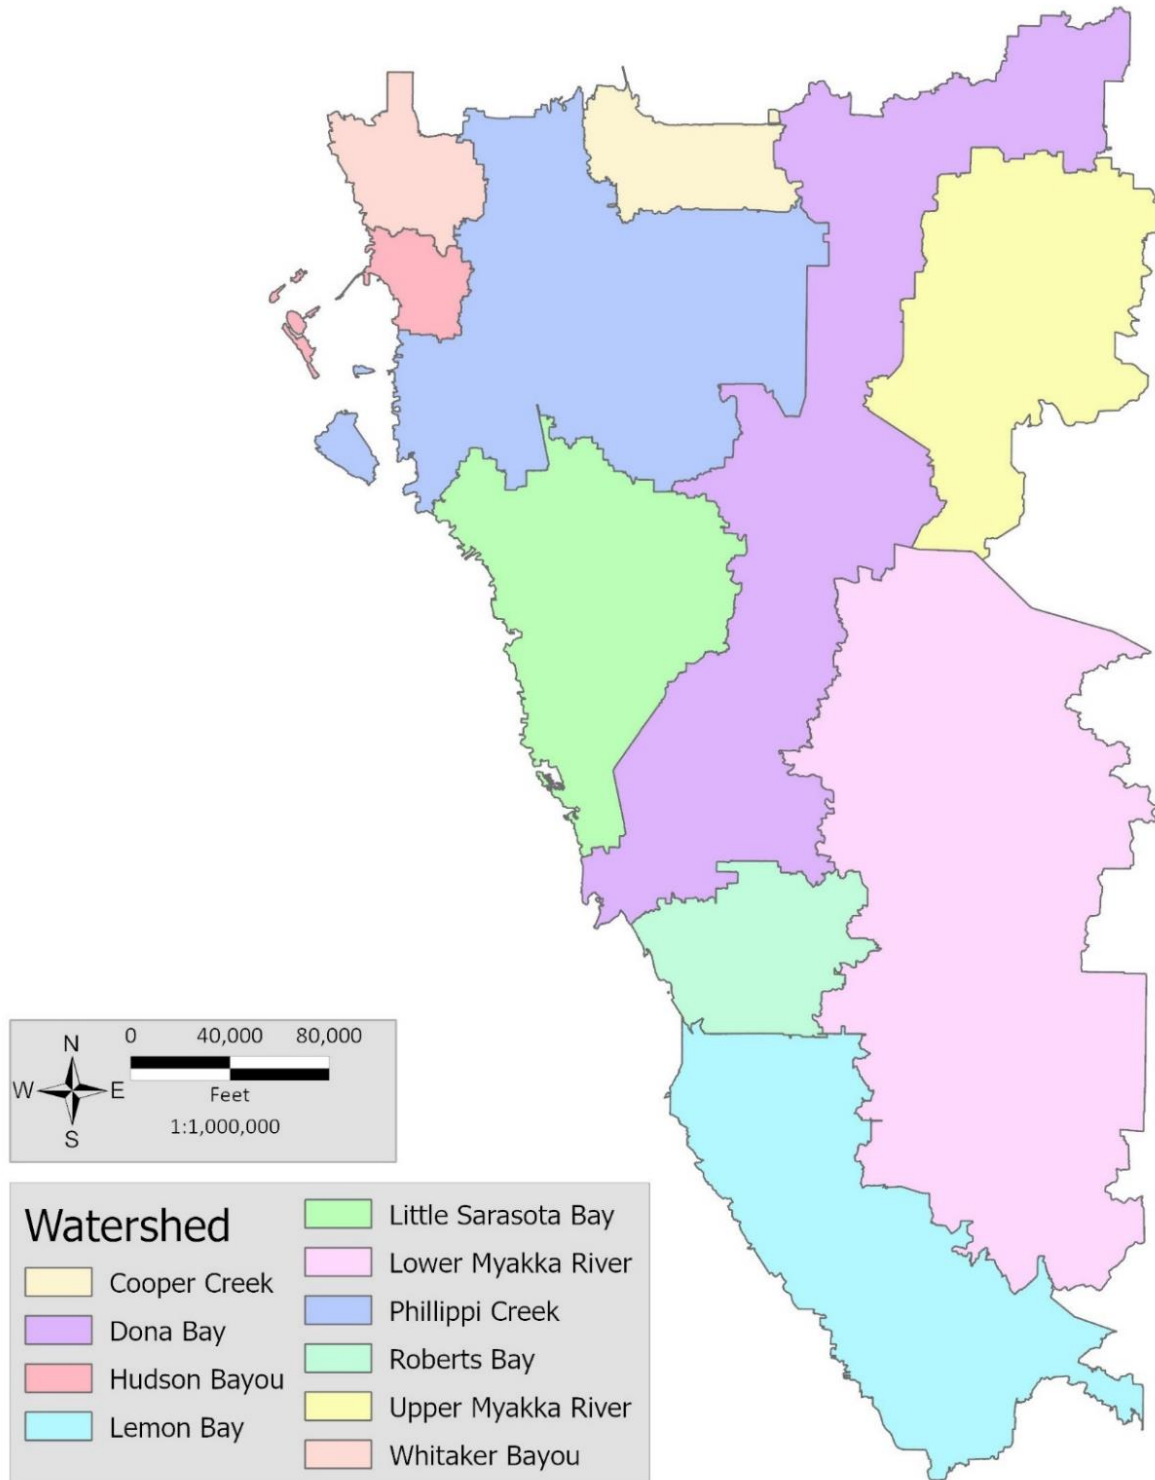 0 40,000 80,000
N
W E
S
Feet
1:1,000,000
Watershed
Cooper Creek
Dona Bay
Hudson Bayou
Lemon Bay
Little Sarasota Bay
Lower Myakka River
Phillippi Creek
Roberts Bay
Upper Myakka River
Whitaker Bayou